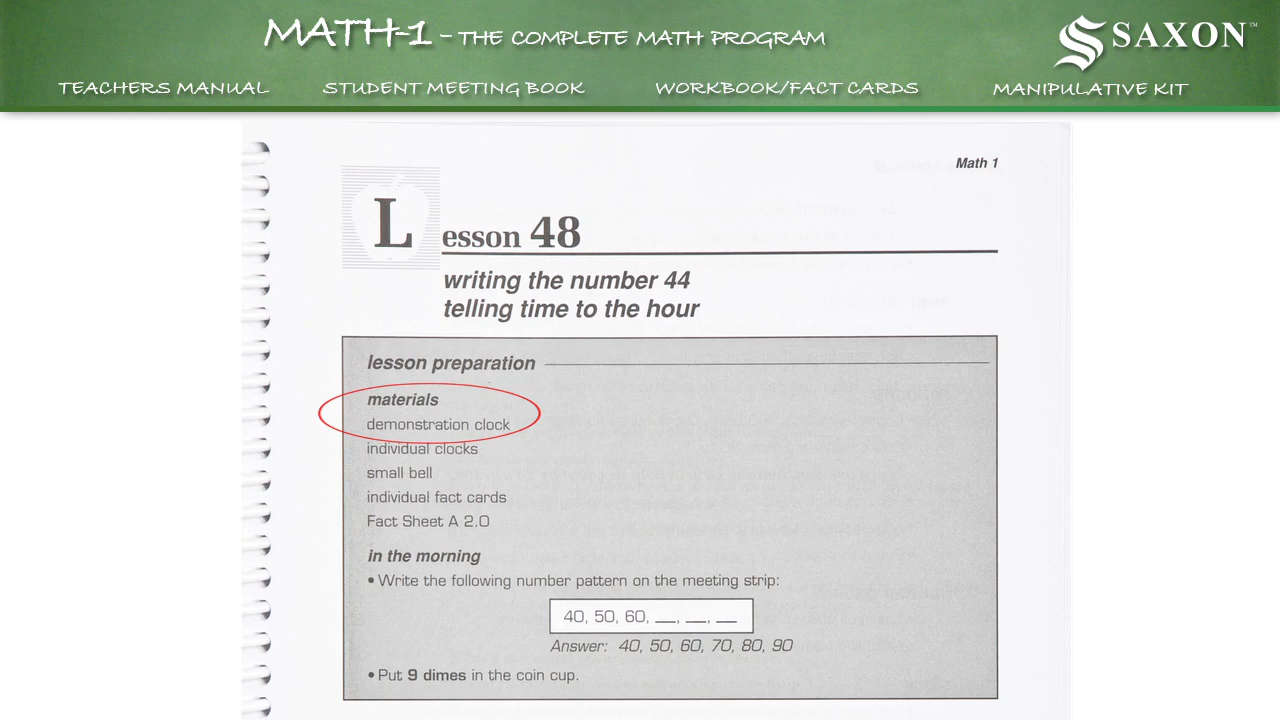 MATH-1 - THE COMPLETE MATH PROGRAM
SAXON™
TEACHERS MANUAL STUDENT MEETING BOOK WORKBOOK/FACT CARDS MANIPULATIVE KIT
Math 1
Lesson 48
writing the number 44
telling time to the hour
lesson preparation
materials
demonstration clock
individual clocks
small bell
individual fact cards
Fact Sheet A 2.0
in the morning
• Write the following number pattern on the meeting strip:
40, 50, 60, __, __, __
Answer: 40, 50, 60, 70, 80, 90
• Put 9 dimes in the coin cup.